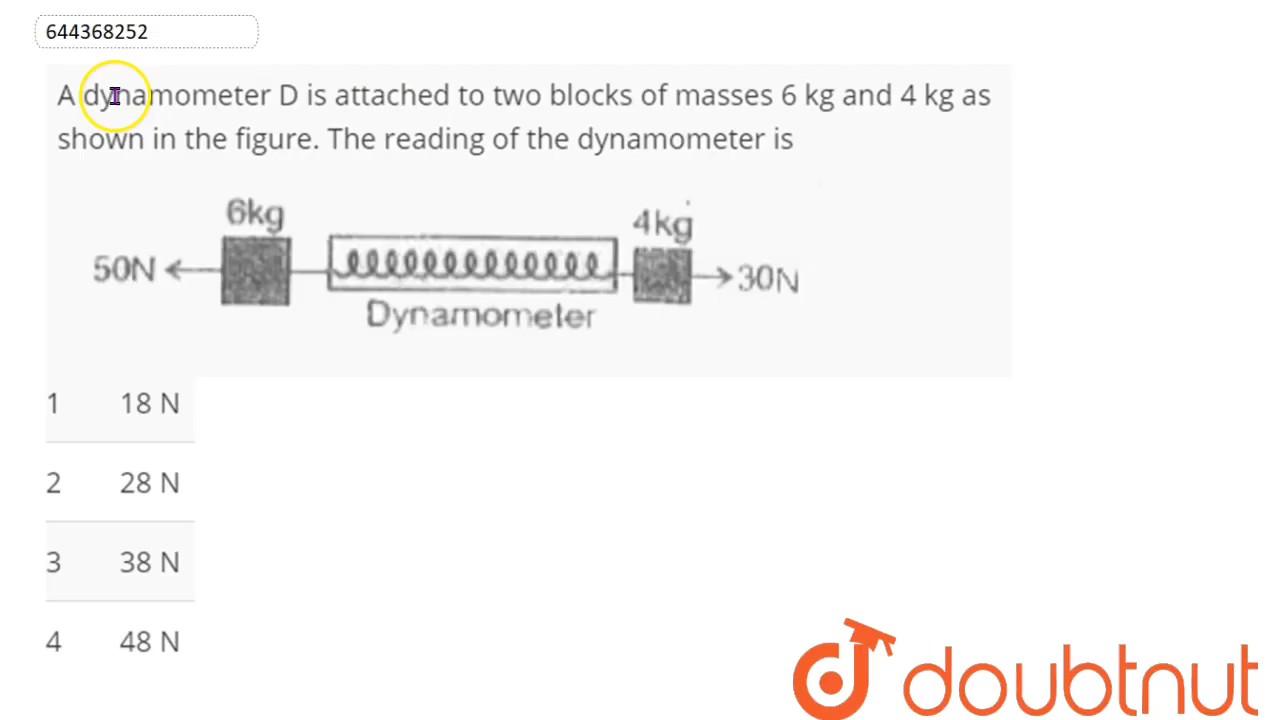 644368252
A dynamometer D is attached to two blocks of masses 6 kg and 4 kg as
shown in the figure. The reading of the dynamometer is
6kg
4kg
50N
30N
Dynamometer
1 18 N
2 28 N
3 38 N
4 48 N
doubtnut